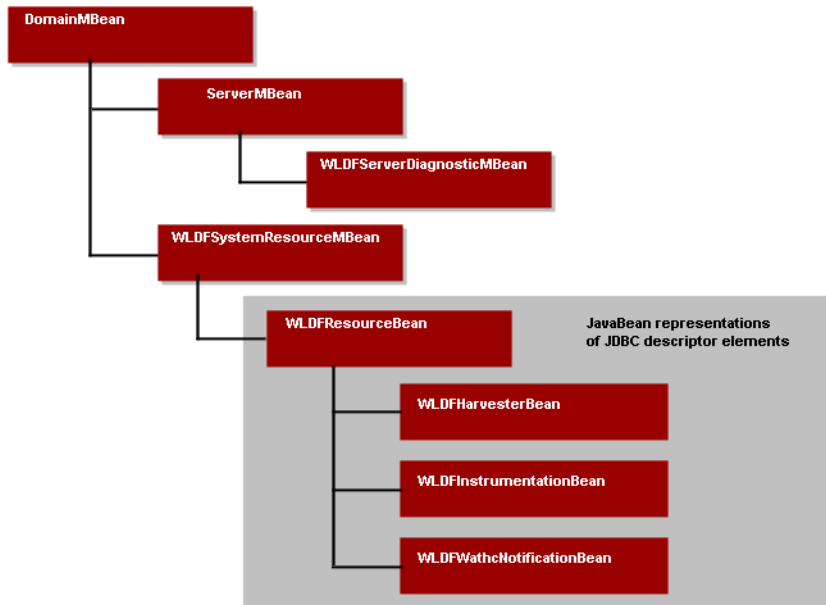 DomainMBean
ServerMBean
WLDFServerDiagnosticMBean
WLDFSystemResourceMBean
WLDFResourceBean
JavaBean representations
of JDBC descriptor elements
WLDFHarvesterBean
WLDFInstrumentationBean
WLDFWathcNotificationBean